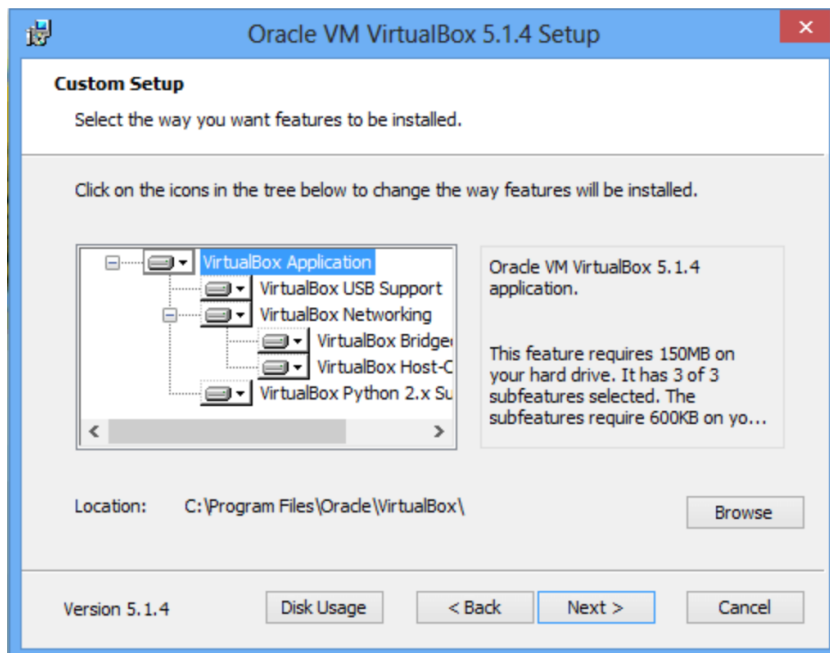 Oracle VM VirtualBox 5.1.4 Setup
Custom Setup
Select the way you want features to be installed.
Click on the icons in the tree below to change the way features will be installed.
VirtualBox Application
VirtualBox USB Support
VirtualBox Networking
VirtualBox Bridge
VirtualBox Host-C
VirtualBox Python 2.x Su
Oracle VM VirtualBox 5.1.4
application.
This feature requires 150MB on
your hard drive. It has 3 of 3
subfeatures selected. The
subfeatures require 600KB on yo...
Location: C:\Program Files\Oracle\VirtualBox\
Browse
Version 5.1.4
Disk Usage
< Back
Next >
Cancel